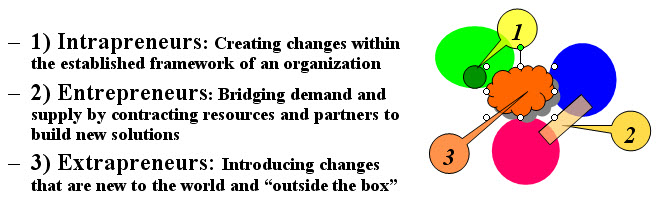 – 1) Intrapreneurs: Creating changes within
the established framework of an organization
– 2) Entrepreneurs: Bridging demand and
supply by contracting resources and partners to
build new solutions
– 3) Extrapreneurs: Introducing changes
that are new to the world and “outside the box”
1
2
3